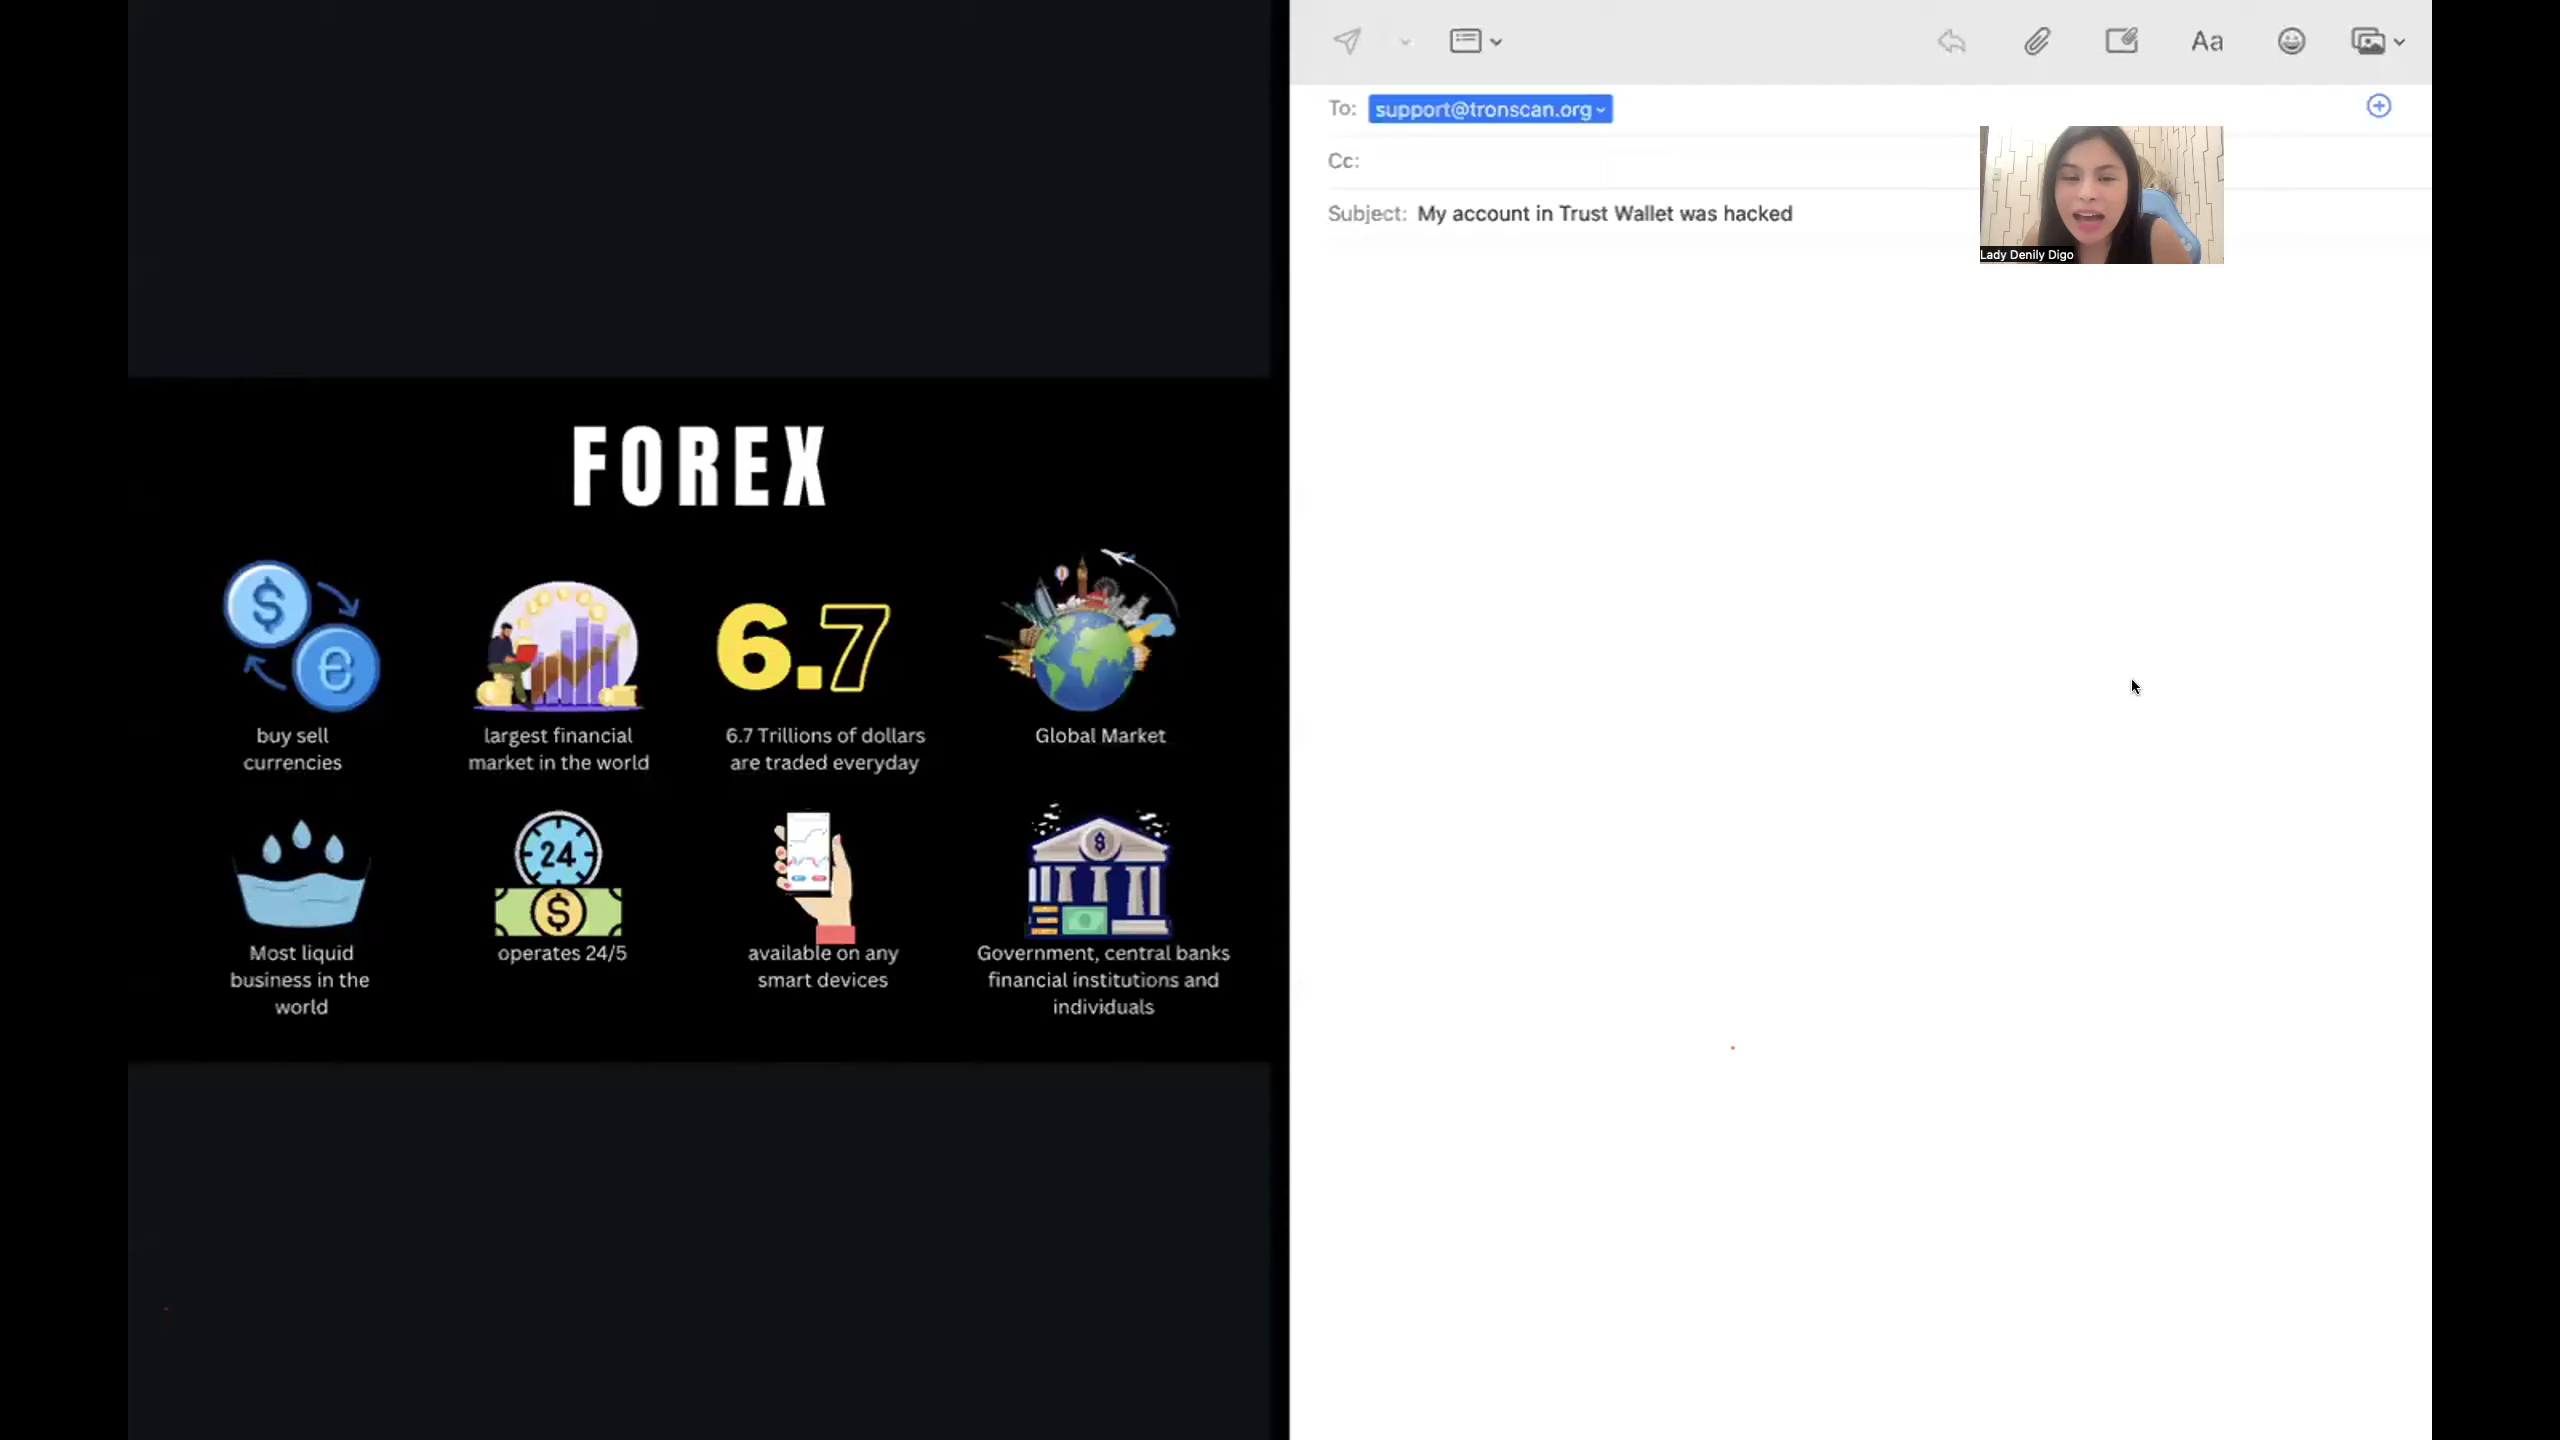 FOREX
6.7
buy sell
currencies
largest financial
market in the world
6.7 Trillions of dollars
are traded everyday
Global Market
24
Most liquid
business in the
world
operates 24/5
available on any
smart devices
Government, central banks
financial institutions and
individuals
Aa
To: support@tronscan.org
Cc:
Subject: My account in Trust Wallet was hacked
Lady Denily Digo